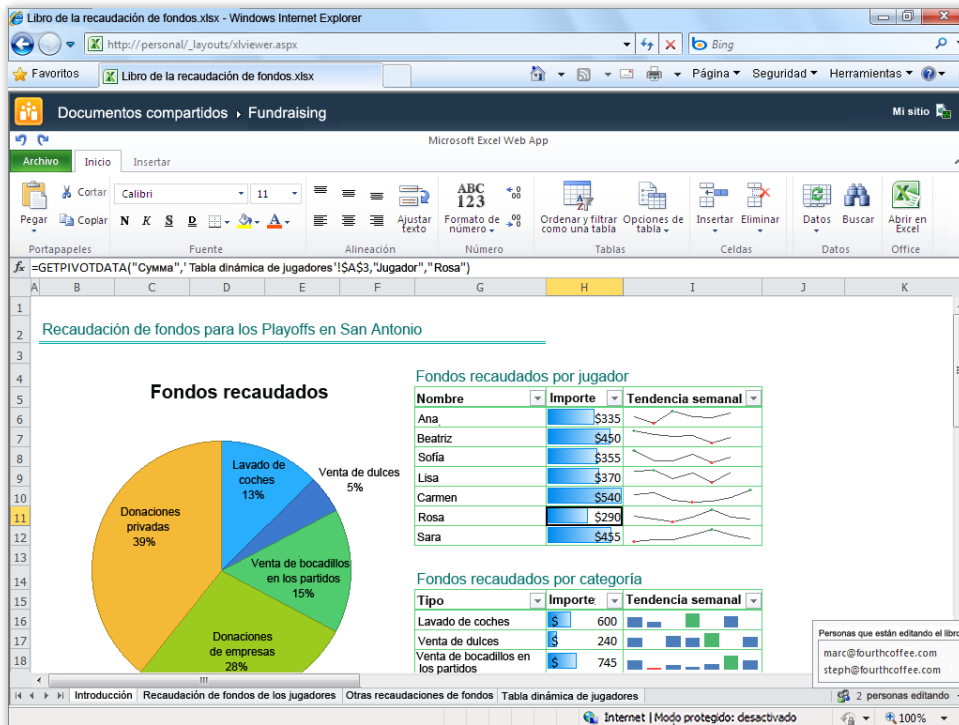 Libro de la recaudación de fondos.xlsx - Windows Internet Explorer
http://personal/_layouts/xlviewer.aspx
Bing
Favoritos
Libro de la recaudación de fondos.xlsx
Página
Seguridad
Herramientas
Documentos compartidos
Fundraising
Mi sitio
Microsoft Excel Web App
Archivo
Inicio
Insertar
Pegar
Cortar
Copiar
Portapapeles
Calibri
11
N K S D
Fuente
Alineación
Ajustar texto
ABC 123
Formato de número
Número
Ordenar y filtrar como una tabla
Opciones de tabla
Tablas
Insertar
Eliminar
Celdas
Datos
Buscar
Datos
Abrir en Excel
Office
fx =GETPIVOTDATA("Сумма",' Tabla dinámica de jugadores'!$A$3,"Jugador","Rosa")
A B C D E F G H I J K
1
2 Recaudación de fondos para los Playoffs en San Antonio
3
4 Fondos recaudados por jugador
5 Nombre Importe Tendencia semanal
6 Ana $335
7 Beatriz $450
8 Sofía $355
9 Lisa $370
10 Carmen $540
11 Rosa $290
12 Sara $455
13
14 Fondos recaudados por categoría
15 Tipo Importe Tendencia semanal
16 Lavado de coches $ 600
17 Venta de dulces $ 240
18 Venta de bocadillos en los partidos $ 745
Fondos recaudados
Lavado de coches 13%
Venta de dulces 5%
Venta de bocadillos en los partidos 15%
Donaciones de empresas 28%
Donaciones privadas 39%
Personas que están editando el libro
marc@fourthcoffee.com
steph@fourthcoffee.com
Introducción
Recaudación de fondos de los jugadores
Otras recaudaciones de fondos
Tabla dinámica de jugadores
2 personas editando
Internet | Modo protegido: desactivado
100%